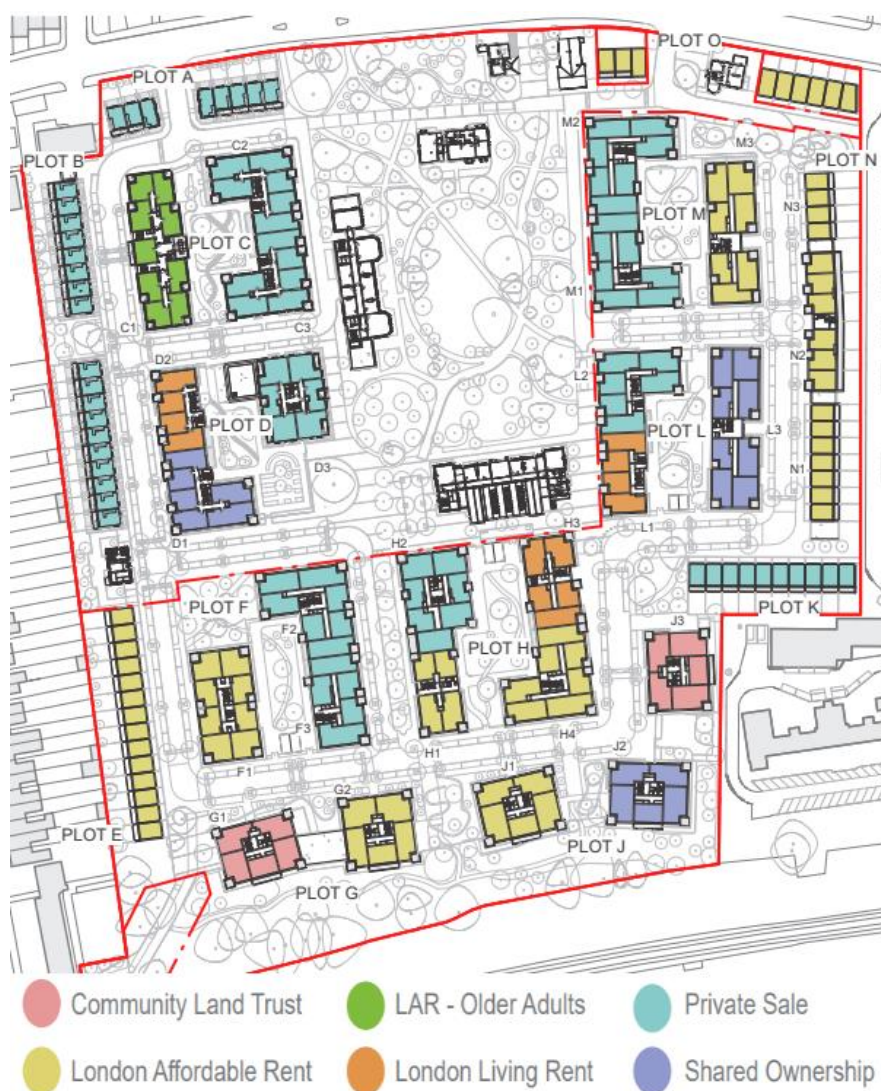 PLOT O
PLOT A
M2
C2
M3
PLOT B
PLOT N
N3
PLOT M
PLOT C
M1
C1
C3
D2
L2
N2
PLOT D
PLOT L
L3
D3
N1
D1
H2
H3
L1
PLOT F
PLOT K
F2
J3
PLOT H
F3
H4
F1
H1
J2
J1
G2
G1
PLOT E
PLOT J
PLOT G
Community Land Trust
LAR - Older Adults
Private Sale
London Affordable Rent
London Living Rent
Shared Ownership